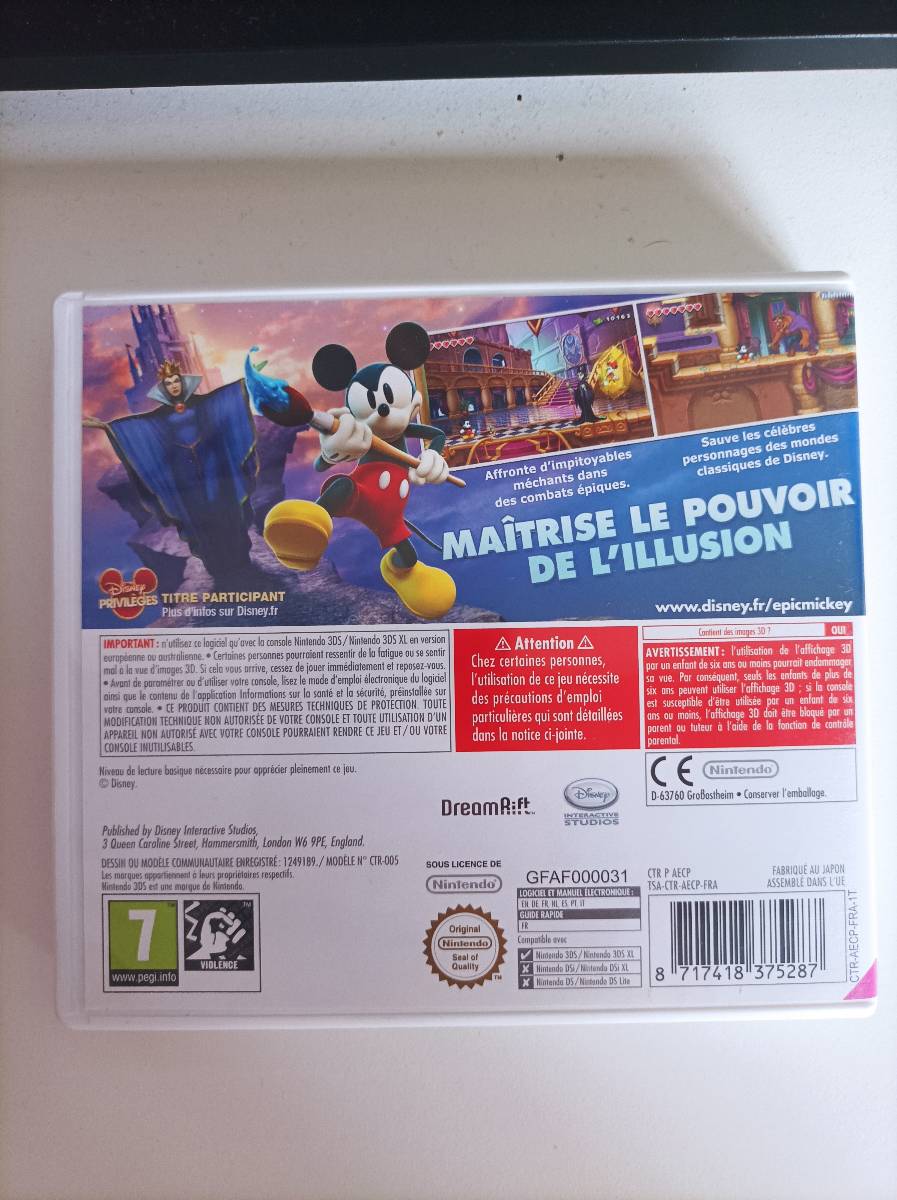 10163
Affronte d'impitoyables
méchants dans
des combats épiques.
Sauve les célèbres
personnages des mondes
classiques de Disney.
MAÎTRISE LE POUVOIR
DE L'ILLUSION
Disney
PRIVILÈGES
TITRE PARTICIPANT
Plus d'infos sur Disney.fr
www.disney.fr/epicmickey
IMPORTANT : n'utilisez ce logiciel qu'avec la console Nintendo 3DS/Nintendo 3DS XL en version
européenne ou australienne. • Certaines personnes pourraient ressentir de la fatigue ou se sentir
mal à la vue d'images 3D. Si cela vous arrive, cessez de jouer immédiatement et reposez-vous.
• Avant de paramétrer ou d'utiliser votre console, lisez le mode d'emploi électronique du logiciel
ainsi que le contenu de l'application Informations sur la santé et la sécurité, préinstallée sur
votre console. • CE PRODUIT CONTIENT DES MESURES TECHNIQUES DE PROTECTION. TOUTE
MODIFICATION TECHNIQUE NON AUTORISÉE DE VOTRE CONSOLE ET TOUTE UTILISATION D'UN
APPAREIL NON AUTORISÉ AVEC VOTRE CONSOLE POURRAIENT RENDRE CE JEU ET/OU VOTRE
CONSOLE INUTILISABLES.
⚠ Attention ⚠
Chez certaines personnes,
l'utilisation de ce jeu nécessite
des précautions d'emploi
particulières qui sont détaillées
dans la notice ci-jointe.
Contient des images 3D ? OUI
AVERTISSEMENT : l'utilisation de l'affichage 3D
par un enfant de six ans ou moins pourrait endommager
sa vue. Par conséquent, seuls les enfants de plus de
six ans peuvent utiliser l'affichage 3D ; si la console
est susceptible d'être utilisée par un enfant de six
ans ou moins, l'affichage 3D doit être bloqué par un
parent ou tuteur à l'aide de la fonction de contrôle
parental.
Niveau de lecture basique nécessaire pour apprécier pleinement ce jeu.
© Disney.
DreamRift™
Disney
INTERACTIVE
STUDIOS
CE Nintendo
D-63760 Großostheim • Conserver l'emballage.
Published by Disney Interactive Studios,
3 Queen Caroline Street, Hammersmith, London W6 9PE, England.
DESSIN OU MODÈLE COMMUNAUTAIRE ENREGISTRÉ : 1249189./ MODÈLE N° CTR-005
Les marques appartiennent à leurs propriétaires respectifs.
Nintendo 3DS est une marque de Nintendo.
7
www.pegi.info
VIOLENCE
™
SOUS LICENCE DE
Nintendo
Original
Nintendo
Seal of
Quality
™
GFAF000031
LOGICIEL ET MANUEL ÉLECTRONIQUE :
EN DE FR NL ES PT IT
GUIDE RAPIDE
FR
Compatible avec
✓ Nintendo 3DS/Nintendo 3DS XL
✗ Nintendo DSi/Nintendo DSi XL
✗ Nintendo DS/Nintendo DS Lite
CTR P AECP
TSA-CTR-AECP-FRA
FABRIQUÉ AU JAPON
ASSEMBLÉ DANS L'UE
8 717418 375287
CTR-AECP-FRA-1T